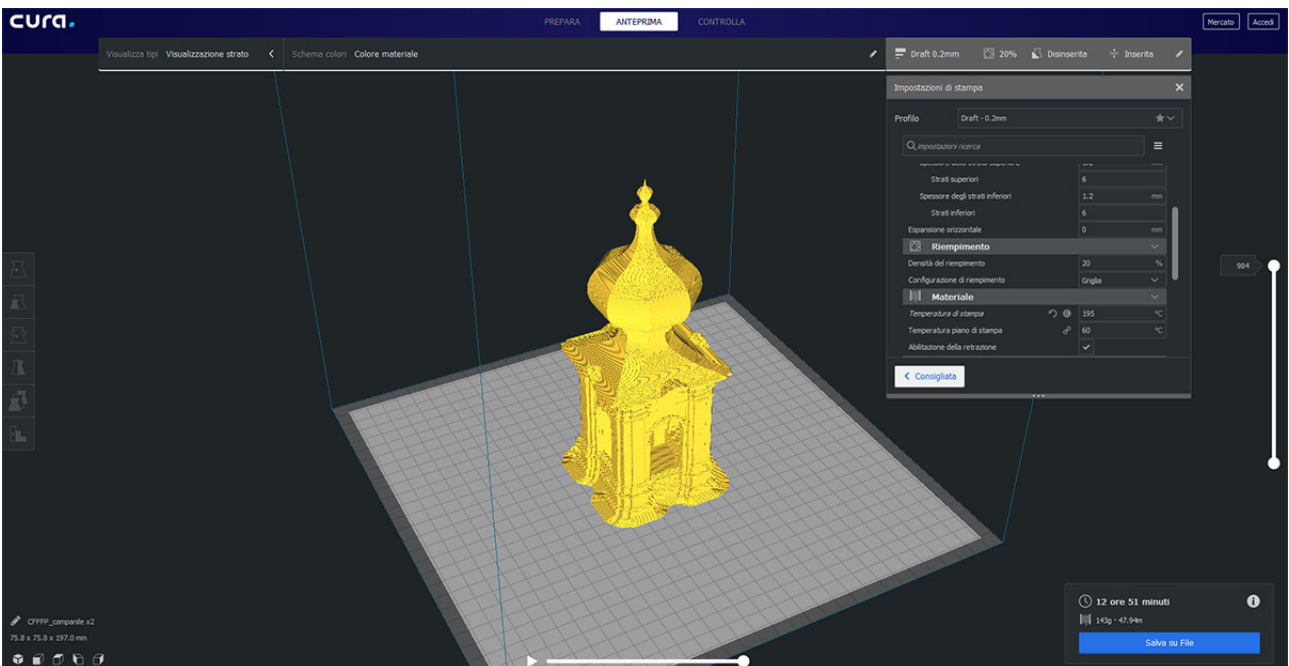 cura.
PREPARA ANTEPRIMA CONTROLLA
Mercato Accedi
Visualizza tipi Visualizzazione strato Schema colori Colore materiale
Draft 0.2mm 20% Disinserita Inserita
Impostazioni di stampa
Profilo Draft - 0.2mm
impostazioni ricerca
Strati superiori 6
Spessore degli strati inferiori 1.2 mm
Strati inferiori 6
Espansione orizzontale 0 mm
Riempimento
Densità del riempimento 20 %
Configurazione di riempimento Griglia
Materiale
Temperatura di stampa 195 °C
Temperatura piano di stampa 60 °C
Abilitazione della retrazione
Consigliata
984
12 ore 51 minuti
143g · 47.94m
Salva su File
CFFFP_campanile x2
75.8 x 75.8 x 197.0 mm